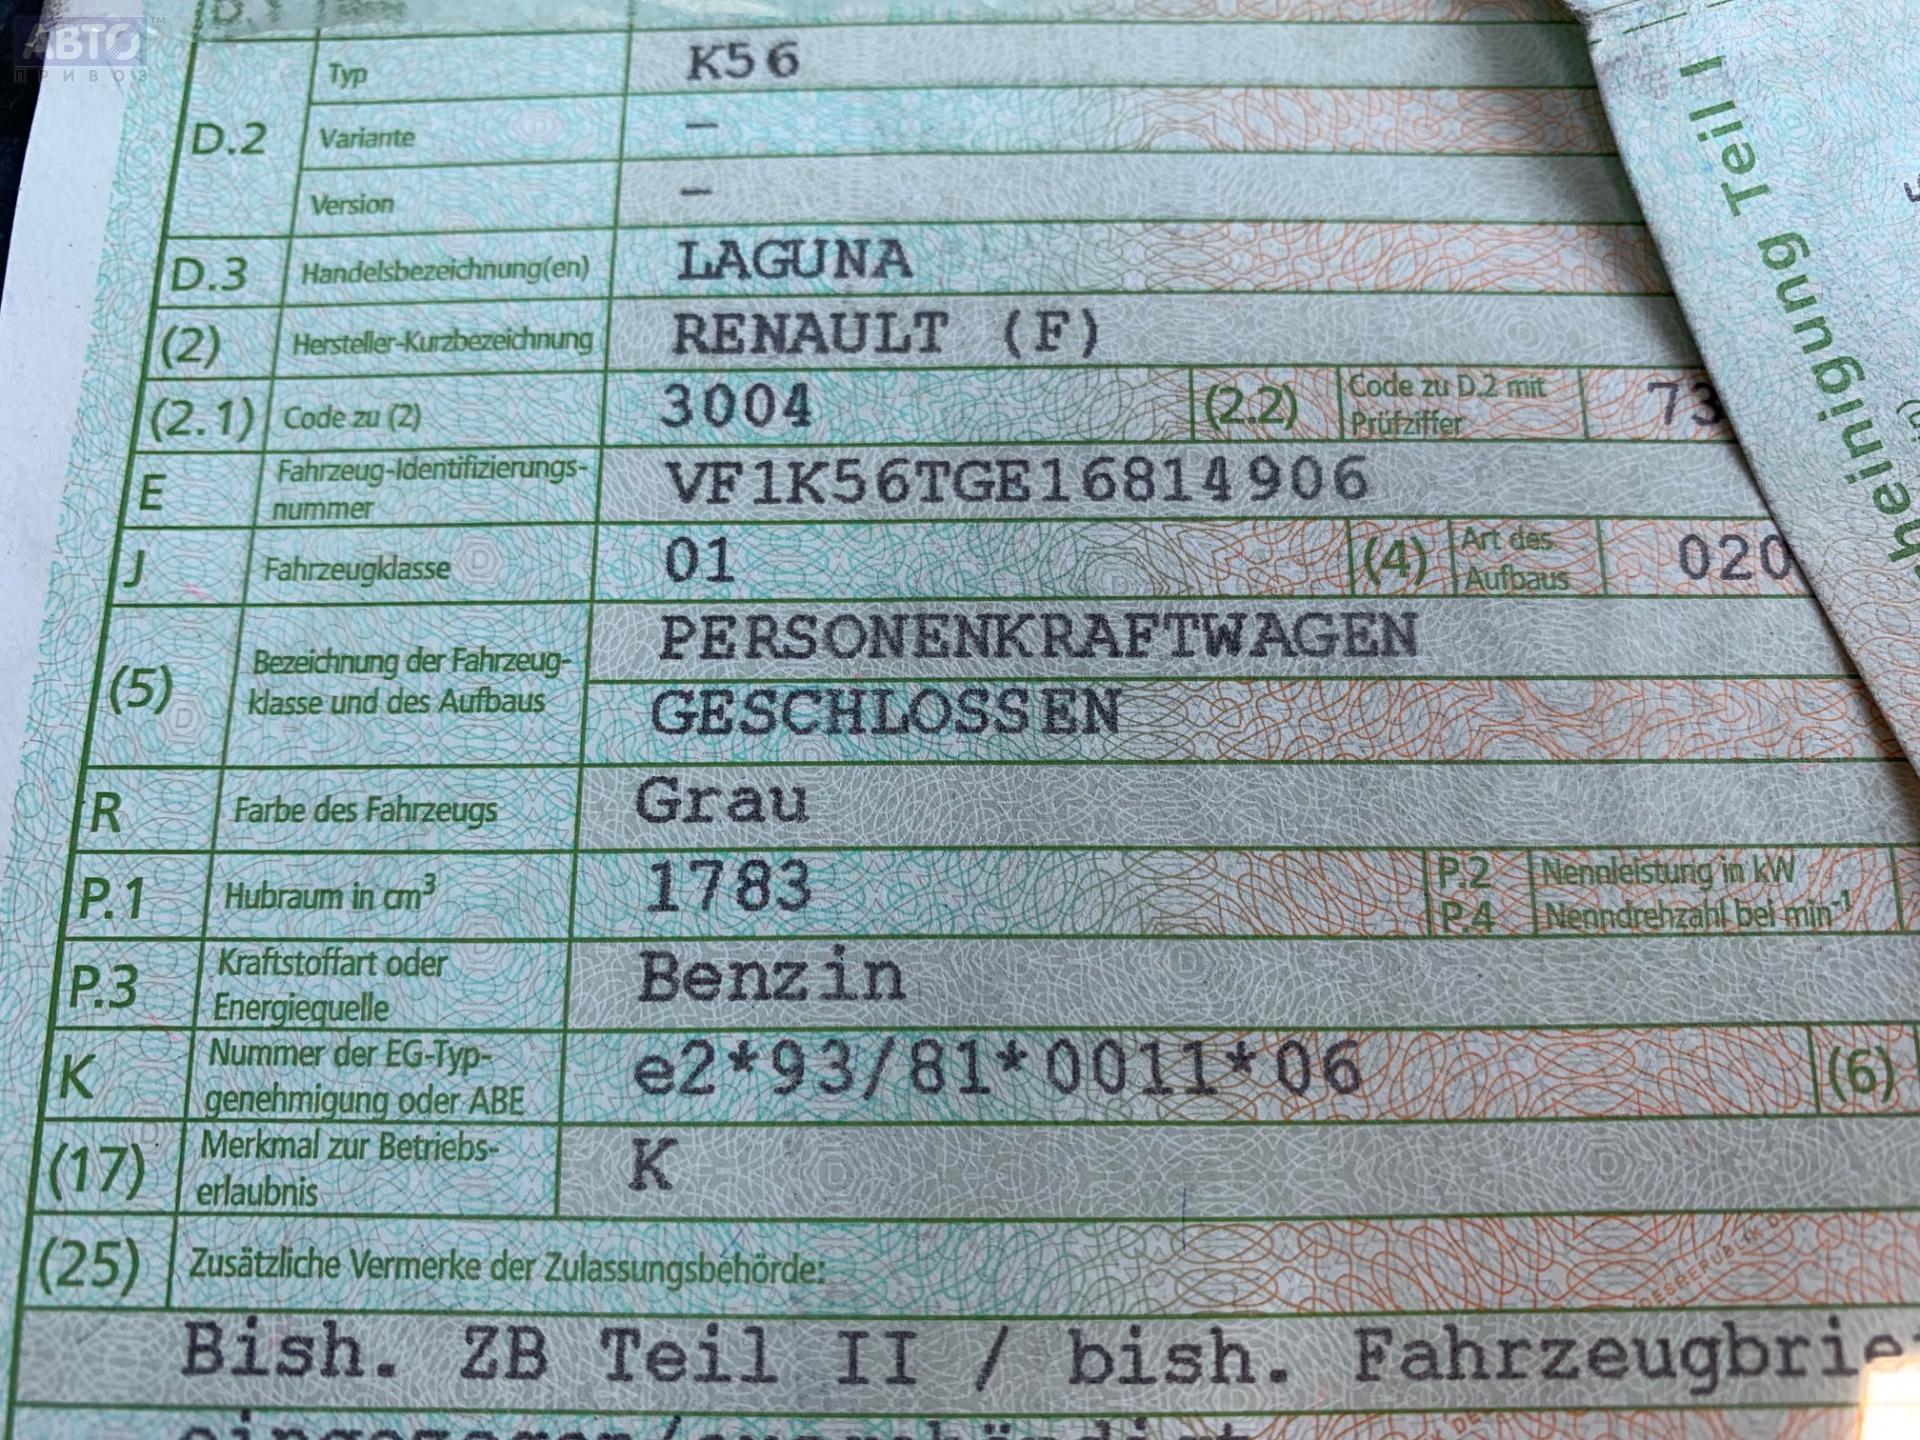 АВТО™
ПРИВОЗ
D.2
Typ
K56
Variante
–
Version
–
D.3
Handelsbezeichnung(en)
LAGUNA
(2)
Hersteller-Kurzbezeichnung
RENAULT (F)
(2.1)
Code zu (2)
3004
(2.2)
Code zu D.2 mit
Prüfziffer
73
E
Fahrzeug-Identifizierungs-
nummer
VF1K56TGE16814906
J
Fahrzeugklasse
01
(4)
Art des
Aufbaus
020
(5)
Bezeichnung der Fahrzeug-
klasse und des Aufbaus
PERSONENKRAFTWAGEN
GESCHLOSSEN
R
Farbe des Fahrzeugs
Grau
P.1
Hubraum in cm³
1783
P.2
Nennleistung in kW
P.4
Nenndrehzahl bei min⁻¹
P.3
Kraftstoffart oder
Energiequelle
Benzin
K
Nummer der EG-Typ-
genehmigung oder ABE
e2*93/81*0011*06
(6)
(17)
Merkmal zur Betriebs-
erlaubnis
K
(25)
Zusätzliche Vermerke der Zulassungsbehörde:
Bish. ZB Teil II / bish. Fahrzeugbrie
heinigung Teil I